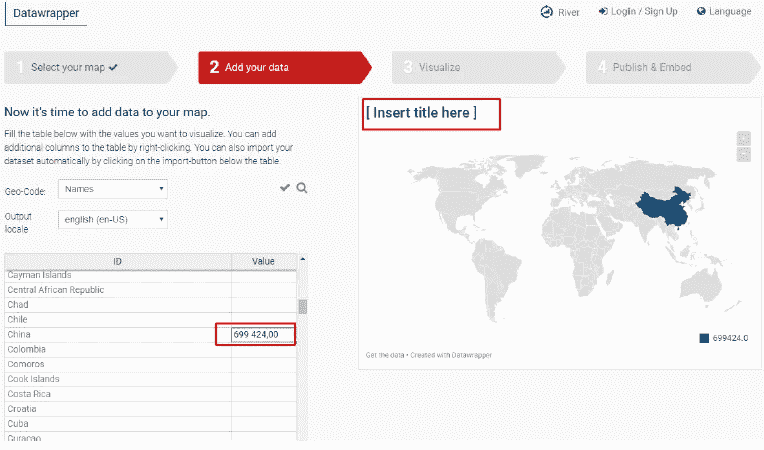 Datawrapper
River
Login / Sign Up
Language
1 Select your map
2 Add your data
3 Visualize
4 Publish & Embed
Now it's time to add data to your map.
Fill the table below with the values you want to visualize. You can add
additional columns to the table by right-clicking. You can also import your
dataset automatically by clicking on the import-button below the table.
Geo-Code: Names
Output locale english (en-US)
ID Value
Cayman Islands
Central African Republic
Chad
Chile
China 699 424,00
Colombia
Comoros
Cook Islands
Costa Rica
Croatia
Cuba
Curaçao
[ Insert title here ]
699424.0
Get the data • Created with Datawrapper